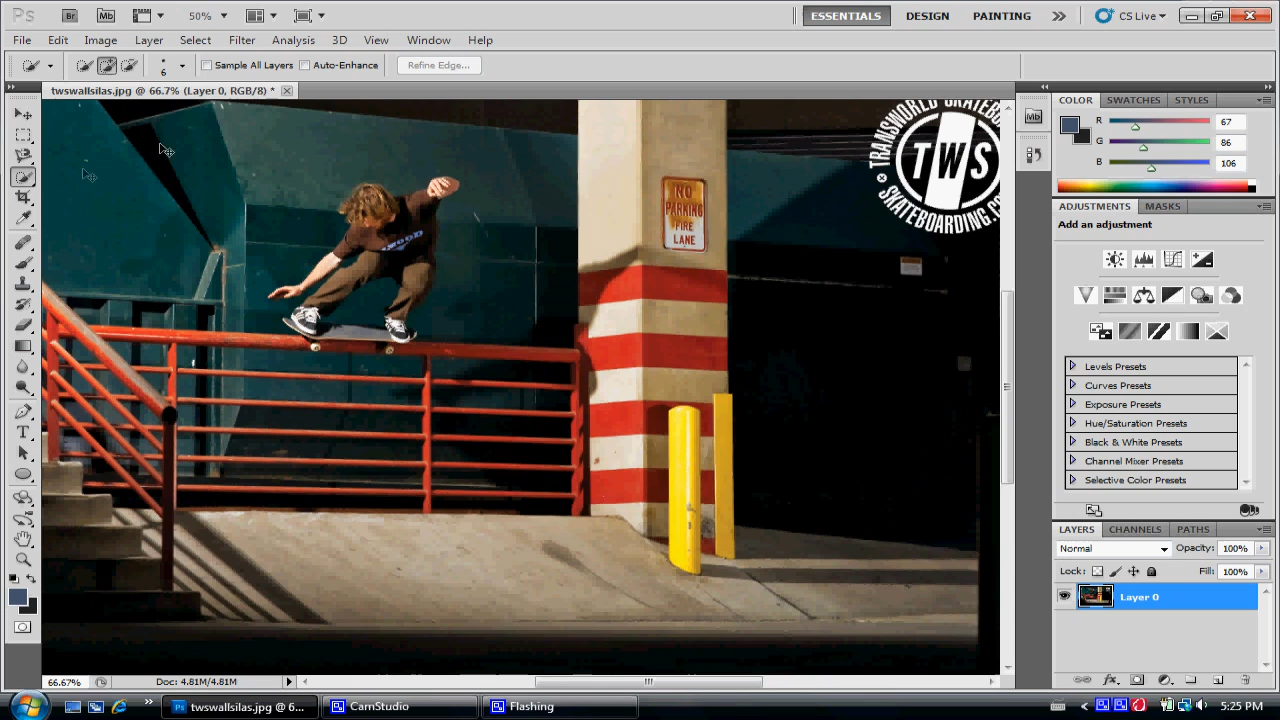 Ps Br Mb 50% ESSENTIALS DESIGN PAINTING CS Live
File Edit Image Layer Select Filter Analysis 3D View Window Help
6 Sample All Layers Auto-Enhance Refine Edge...
twswallsilas.jpg @ 66.7% (Layer 0, RGB/8) *
COLOR SWATCHES STYLES
R 67
G 86
B 106
ADJUSTMENTS MASKS
Add an adjustment
Levels Presets
Curves Presets
Exposure Presets
Hue/Saturation Presets
Black & White Presets
Channel Mixer Presets
Selective Color Presets
LAYERS CHANNELS PATHS
Normal Opacity: 100%
Lock: Fill: 100%
Layer 0
Mb
TRANSWORLD SKATEB
TWS
SKATEBOARDING.C
NO
PARKING
FIRE
LANE
66.67% Doc: 4.81M/4.81M
twswallsilas.jpg @ 6... CamStudio Flashing 5:25 PM